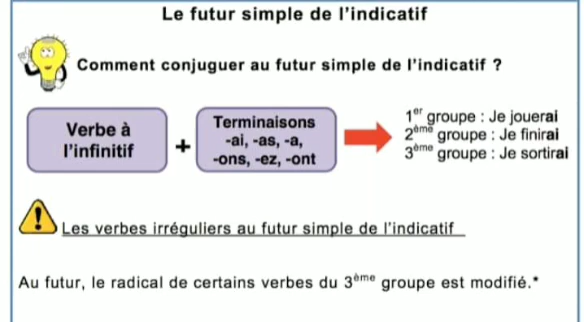 Le futur simple de l'indicatif
Comment conjuguer au futur simple de l'indicatif ?
Verbe à
l'infinitif
+
Terminaisons
-ai, -as, -a,
-ons, -ez, -ont
1er groupe : Je jouerai
2ème groupe : Je finirai
3ème groupe : Je sortirai
Les verbes irréguliers au futur simple de l'indicatif
Au futur, le radical de certains verbes du 3ème groupe est modifié.*